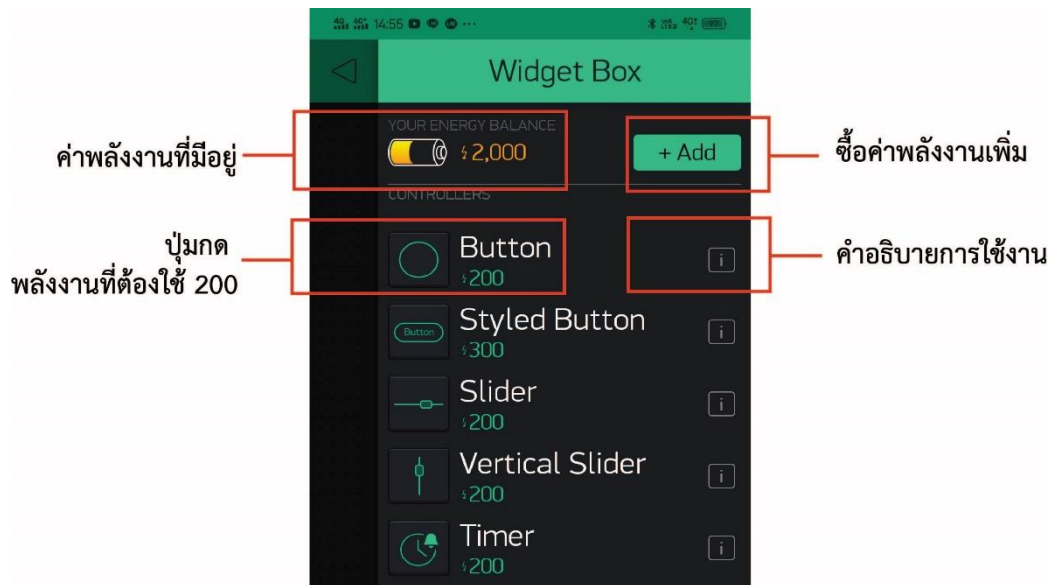 14:55
Widget Box
YOUR ENERGY BALANCE
ค่าพลังงานที่มีอยู่
2,000
+ Add
ซื้อค่าพลังงานเพิ่ม
CONTROLLERS
ปุ่มกด
พลังงานที่ต้องใช้ 200
Button
200
i
คำอธิบายการใช้งาน
Button
Styled Button
300
i
Slider
200
i
Vertical Slider
200
i
Timer
200
i